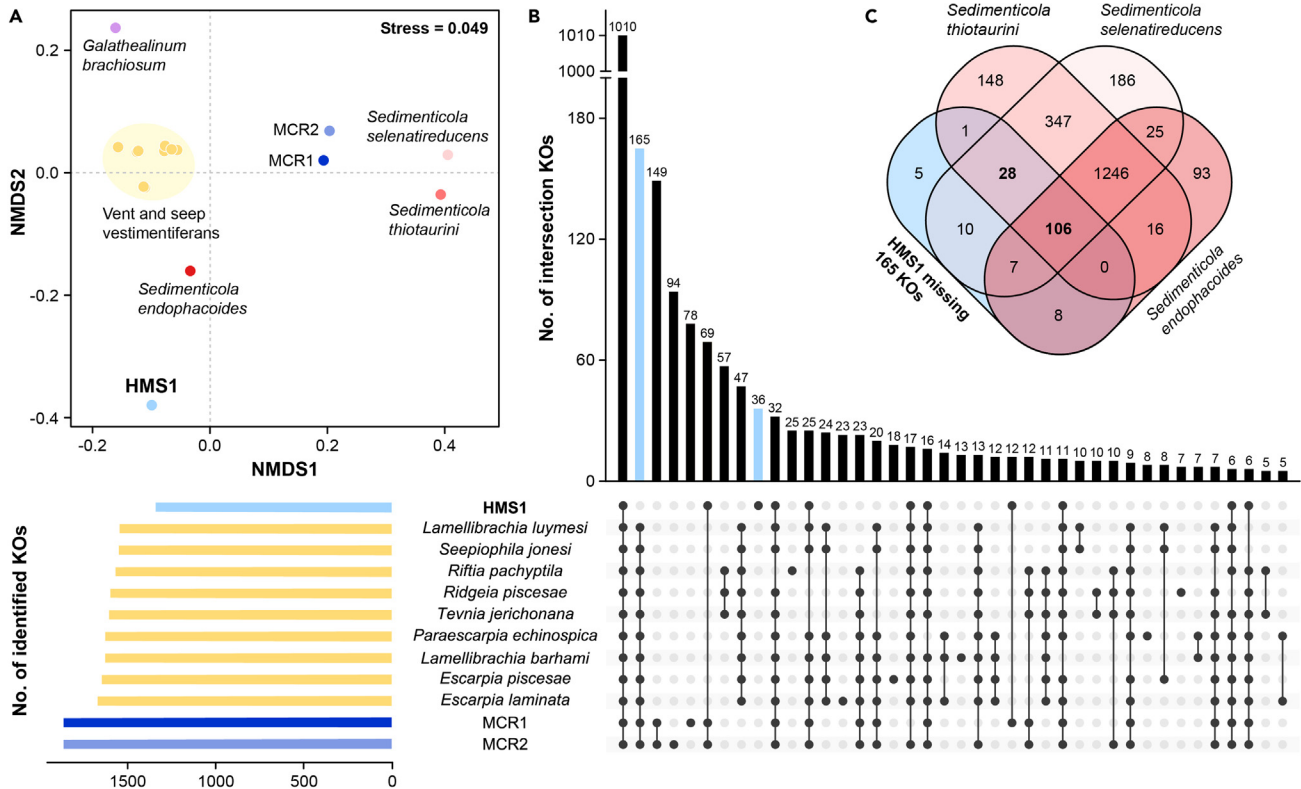 A
Stress = 0.049
Galathealinum
brachiosum
MCR2
MCR1
Sedimenticola
selenatireducens
Sedimenticola
thiotaurini
Vent and seep
vestimentiferans
Sedimenticola
endophacoides
HMS1
NMDS2
0.2
0.0
-0.2
-0.4
-0.2
0.0
0.2
0.4
NMDS1
B
No. of intersection KOs
1010
1000
180
120
60
0
1010
165
149
94
78
69
57
47
36
32
25
25
24
23
23
20
18
17
16
14
13
13
12
12
12
11
11
10
10
10
9
8
8
7
7
7
6
6
5
5
C
Sedimenticola
thiotaurini
Sedimenticola
selenatireducens
148
186
1
347
25
5
28
1246
93
10
106
16
7
0
8
HMS1 missing
165 KOs
Sedimenticola
endophacoides
No. of identified KOs
HMS1
Lamellibrachia luymesi
Seepiophila jonesi
Riftia pachyptila
Ridgeia piscesae
Tevnia jerichonana
Paraescarpia echinospica
Lamellibrachia barhami
Escarpia piscesae
Escarpia laminata
MCR1
MCR2
1500
1000
500
0